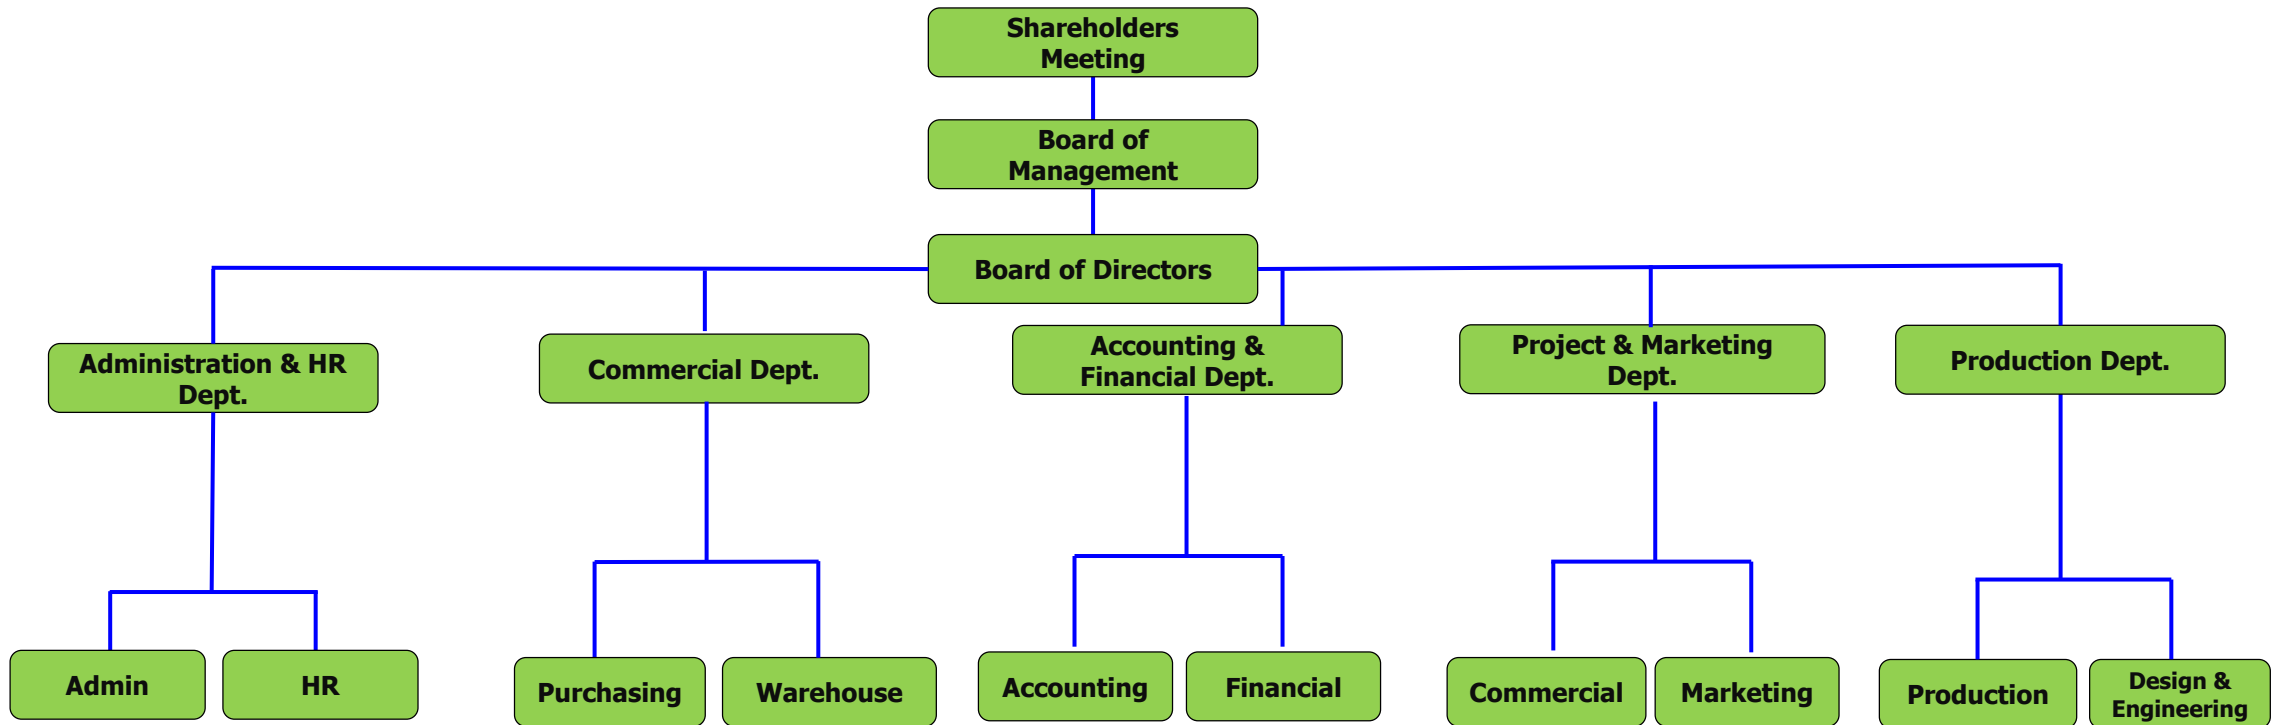 Shareholders
Meeting
Board of
Management
Board of Directors
Administration & HR
Dept.
Commercial Dept.
Accounting &
Financial Dept.
Project & Marketing
Dept.
Production Dept.
Admin
HR
Purchasing
Warehouse
Accounting
Financial
Commercial
Marketing
Production
Design &
Engineering